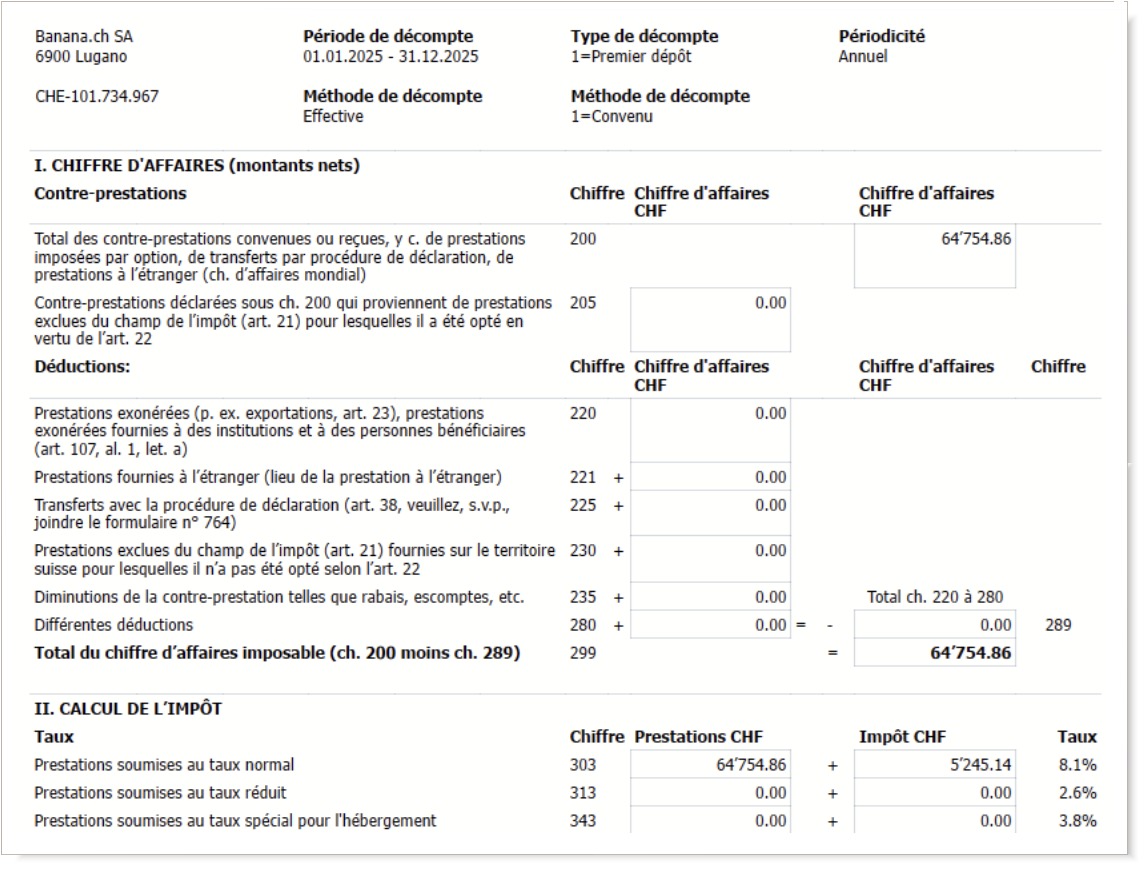 Banana.ch SA Période de décompte Type de décompte Périodicité
6900 Lugano 01.01.2025 - 31.12.2025 1=Premier dépôt Annuel
CHE-101.734.967 Méthode de décompte Méthode de décompte
Effective 1=Convenu
I. CHIFFRE D'AFFAIRES (montants nets)
Contre-prestations Chiffre Chiffre d'affaires CHF Chiffre d'affaires CHF
Total des contre-prestations convenues ou reçues, y c. de prestations 200 64’754.86
imposées par option, de transferts par procédure de déclaration, de
prestations à l’étranger (ch. d’affaires mondial)
Contre-prestations déclarées sous ch. 200 qui proviennent de prestations 205 0.00
exclues du champ de l’impôt (art. 21) pour lesquelles il a été opté en
vertu de l’art. 22
Déductions: Chiffre Chiffre d'affaires CHF Chiffre d'affaires CHF Chiffre
Prestations exonérées (p. ex. exportations, art. 23), prestations 220 0.00
exonérées fournies à des institutions et à des personnes bénéficiaires
(art. 107, al. 1, let. a)
Prestations fournies à l’étranger (lieu de la prestation à l’étranger) 221 + 0.00
Transferts avec la procédure de déclaration (art. 38, veuillez, s.v.p., 225 + 0.00
joindre le formulaire n° 764)
Prestations exclues du champ de l’impôt (art. 21) fournies sur le territoire 230 + 0.00
suisse pour lesquelles il n’a pas été opté selon l’art. 22
Diminutions de la contre-prestation telles que rabais, escomptes, etc. 235 + 0.00 Total ch. 220 à 280
Différentes déductions 280 + 0.00 = - 0.00 289
Total du chiffre d’affaires imposable (ch. 200 moins ch. 289) 299 = 64’754.86
II. CALCUL DE L’IMPÔT
Taux Chiffre Prestations CHF Impôt CHF Taux
Prestations soumises au taux normal 303 64’754.86 + 5’245.14 8.1%
Prestations soumises au taux réduit 313 0.00 + 0.00 2.6%
Prestations soumises au taux spécial pour l'hébergement 343 0.00 + 0.00 3.8%